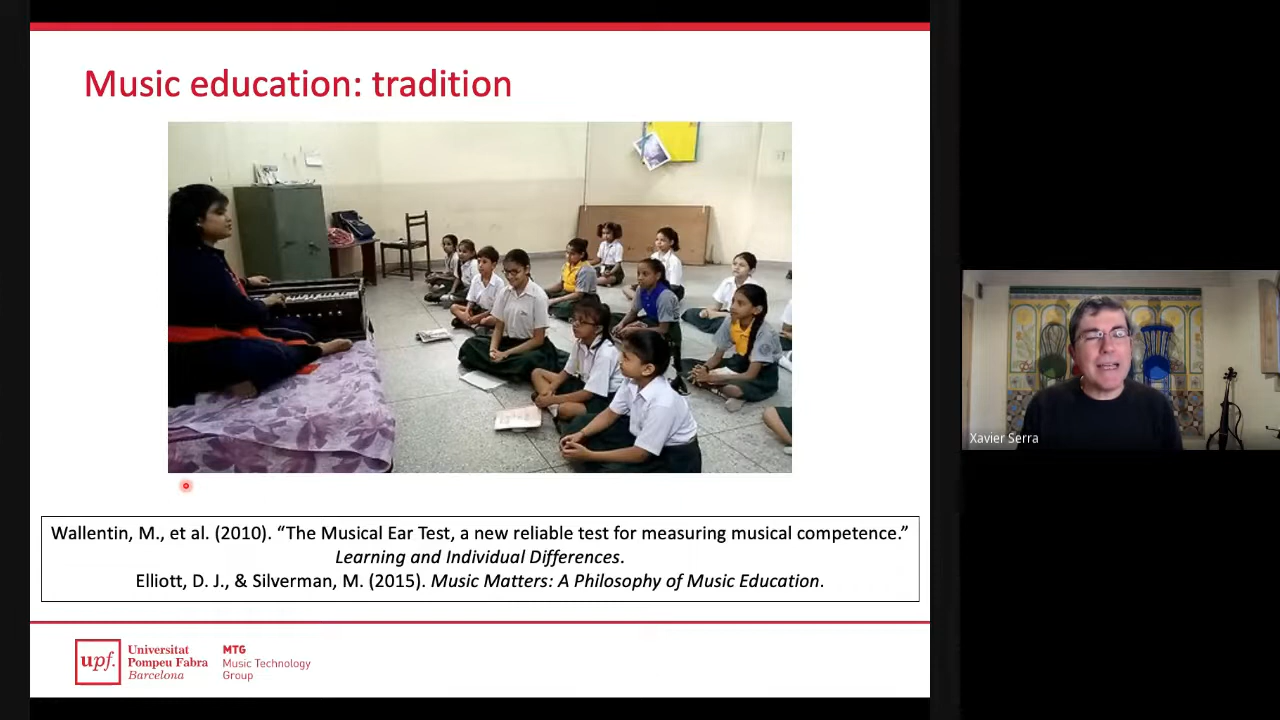 Music education: tradition
Wallentin, M., et al. (2010). “The Musical Ear Test, a new reliable test for measuring musical competence.”
Learning and Individual Differences.
Elliott, D. J., & Silverman, M. (2015). Music Matters: A Philosophy of Music Education.
upf.
Universitat
Pompeu Fabra
Barcelona
MTG
Music Technology
Group
Xavier Serra